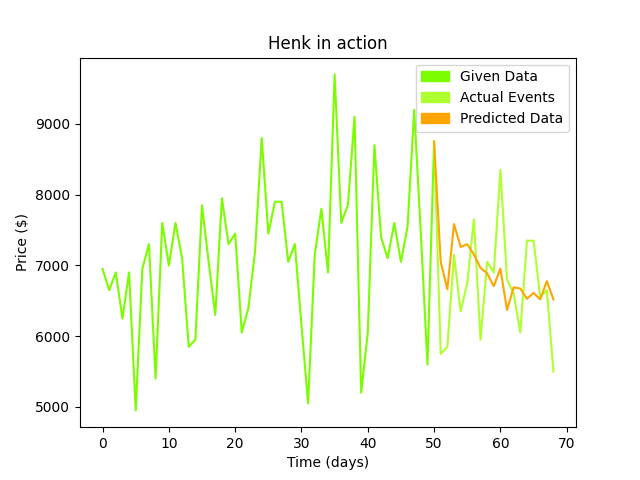 Henk in action
Given Data
Actual Events
Predicted Data
Price ($)
9000
8000
7000
6000
5000
0 10 20 30 40 50 60 70
Time (days)